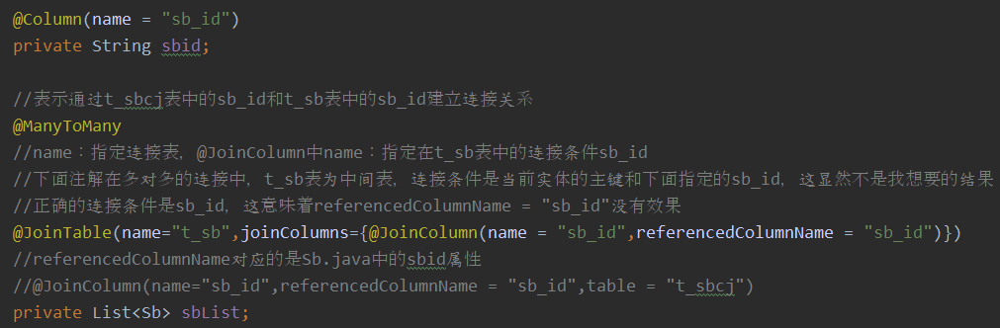 @Column(name = "sb_id")
private String sbid;
//表示通过t_sbcj表中的sb_id和t_sb表中的sb_id建立连接关系
@ManyToMany
//name：指定连接表，@JoinColumn中name：指定在t_sb表中的连接条件sb_id
//下面注解在多对多的连接中，t_sb表为中间表，连接条件是当前实体的主键和下面指定的sb_id，这显然不是我想要的结果
//正确的连接条件是sb_id，这意味着referencedColumnName = "sb_id"没有效果
@JoinTable(name="t_sb",joinColumns={@JoinColumn(name = "sb_id",referencedColumnName = "sb_id")})
//referencedColumnName对应的是Sb.java中的sbid属性
//@JoinColumn(name="sb_id",referencedColumnName = "sb_id",table = "t_sbcj")
private List<Sb> sbList;